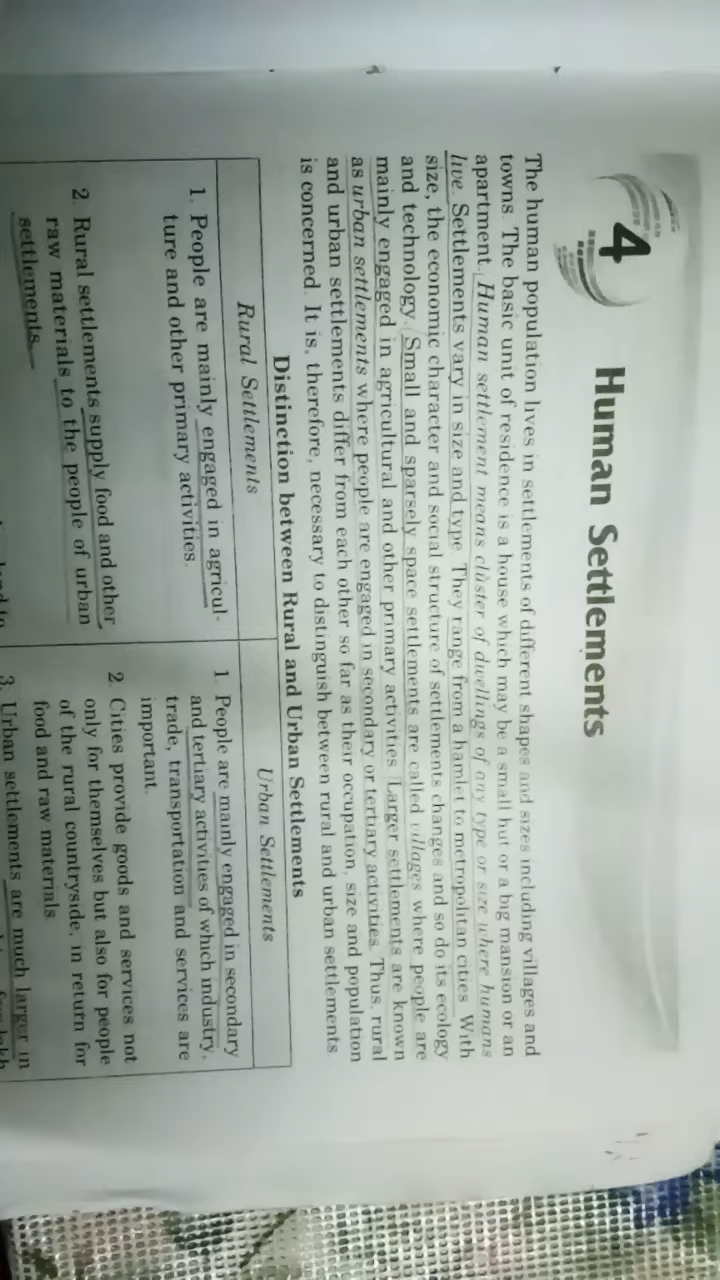 4
Human Settlements
The human population lives in settlements of different shapes and sizes including villages and
towns. The basic unit of residence is a house which may be a small hut or a big mansion or an
apartment. Human settlement means cluster of dwellings of any type or size where humans
live. Settlements vary in size and type. They range from a hamlet to metropolitan cities. With
size, the economic character and social structure of settlements changes and so do its ecology
and technology. Small and sparsely space settlements are called villages where people are
mainly engaged in agricultural and other primary activities. Larger settlements are known
as urban settlements where people are engaged in secondary or tertiary activities. Thus, rural
and urban settlements differ from each other so far as their occupation, size and population
is concerned. It is, therefore, necessary to distinguish between rural and urban settlements
Distinction between Rural and Urban Settlements
Rural Settlements
1. People are mainly engaged in agricul-
ture and other primary activities.
2. Rural settlements supply food and other
raw materials to the people of urban
settlements.
Urban Settlements
1. People are mainly engaged in secondary
and tertiary activities of which industry,
trade, transportation and services are
important.
2. Cities provide goods and services not
only for themselves but also for people
of the rural countryside, in return for
food and raw materials
3. Urban settlements are much larger in